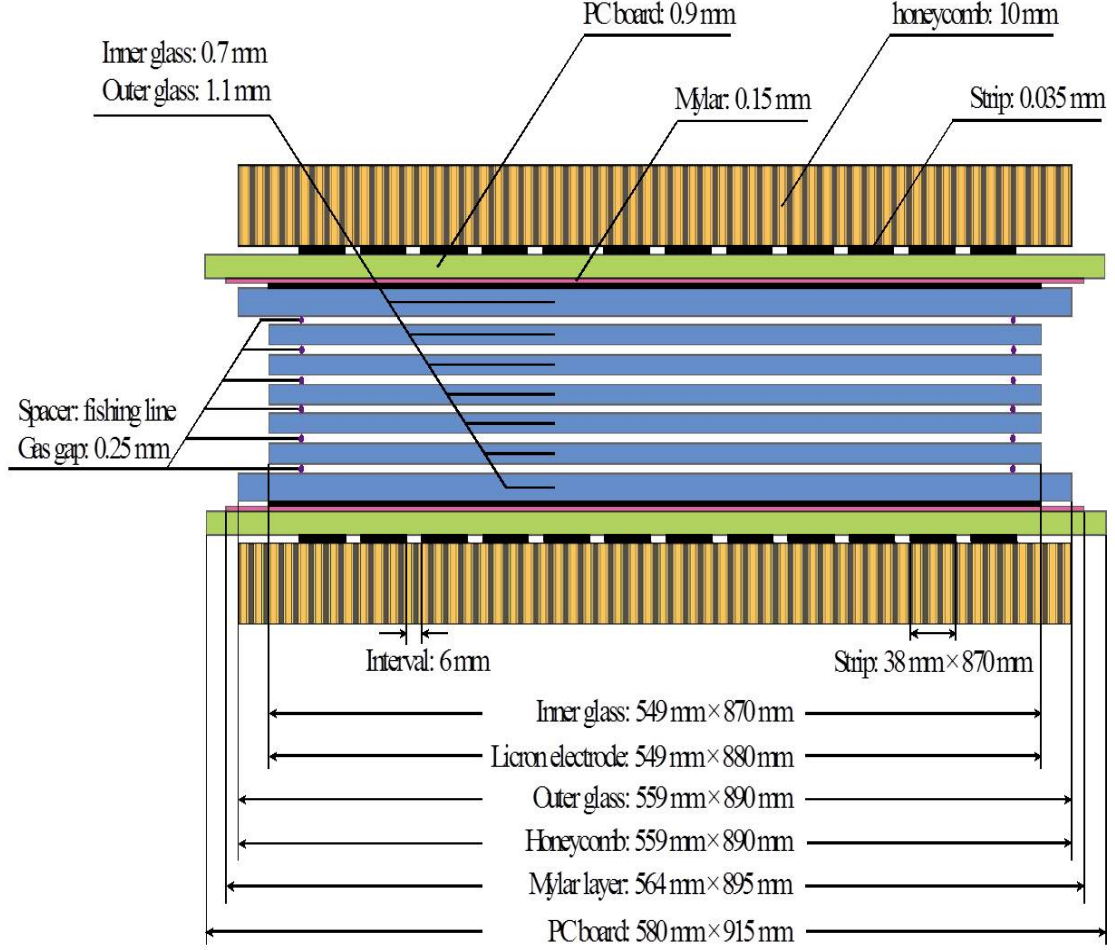 PC board: 0.9 mm
honeycomb: 10 mm
Inner glass: 0.7 mm
Outer glass: 1.1 mm
Mylar: 0.15 mm
Strip: 0.035 mm
Spacer: fishing line
Gas gap: 0.25 mm
Interval: 6 mm
Strip: 38 mm × 870 mm
Inner glass: 549 mm × 870 mm
Licron electrode: 549 mm × 880 mm
Outer glass: 559 mm × 890 mm
Honeycomb: 559 mm × 890 mm
Mylar layer: 564 mm × 895 mm
PC board: 580 mm × 915 mm